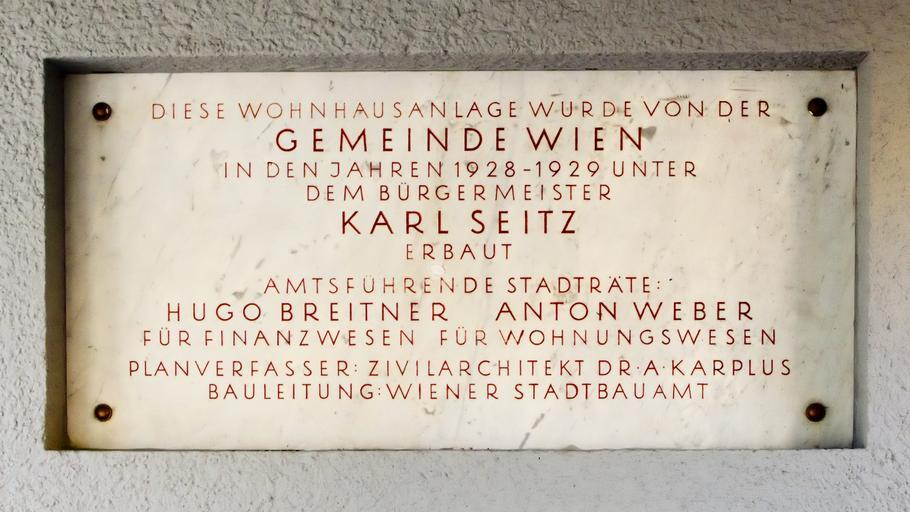 DIESE WOHNHAUSANLAGE WURDE VON DER
GEMEINDE WIEN
IN DEN JAHREN 1928-1929 UNTER
DEM BÜRGERMEISTER
KARL SEITZ
ERBAUT
AMTSFÜHRENDE STADTRÄTE:
HUGO BREITNER ANTON WEBER
FÜR FINANZWESEN FÜR WOHNUNGSWESEN
PLANVERFASSER: ZIVILARCHITEKT DR·A·KARPLUS
BAULEITUNG: WIENER STADTBAUAMT